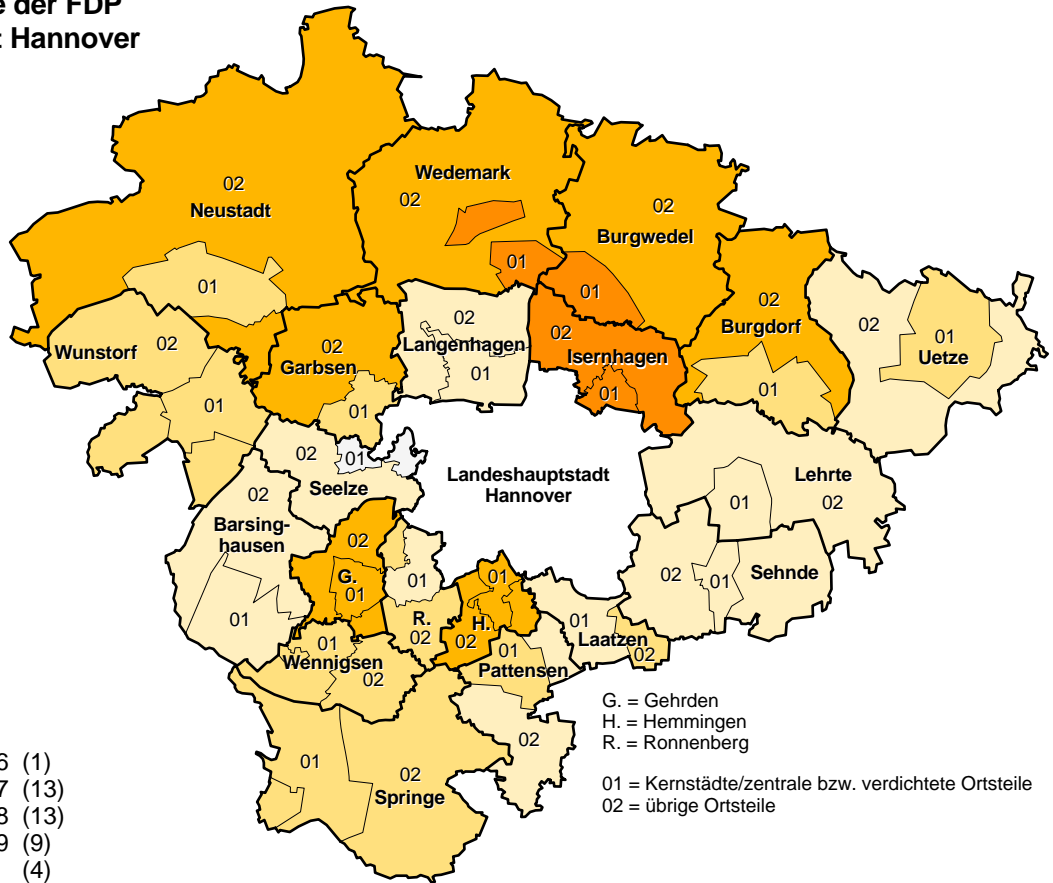 der FDP
Hannover
Wedemark
02
02
Neustadt
02
Burgwedel
01
01
01
02
Burgdorf
02
01
Uetze
02
Wunstorf
02
Langenhagen
01
02
Isernhagen
02
Garbsen
01
01
01
01
02
01
Seelze
Landeshauptstadt
Hannover
Lehrte
02
01
02
Barsing-
hausen
01
02
G.
01
01
R.
02
01
H.
02
02
01
Sehnde
01
Laatzen
02
01
Wennigsen
02
01
Pattensen
02
01
02
Springe
G. = Gehrden
H. = Hemmingen
R. = Ronnenberg
01 = Kernstädte/zentrale bzw. verdichtete Ortsteile
02 = übrige Ortsteile
6 (1)
7 (13)
8 (13)
9 (9)
(4)